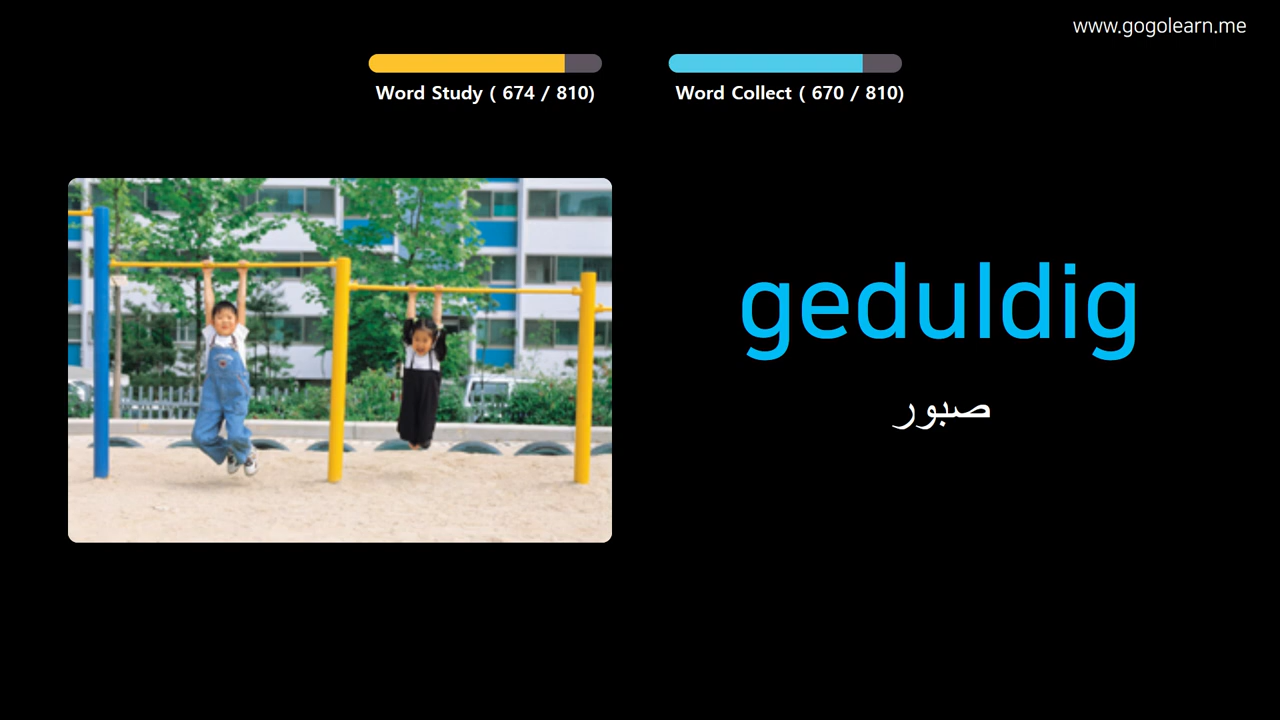 www.gogolearn.me
Word Study ( 674 / 810)
Word Collect ( 670 / 810)
geduldig
صبور